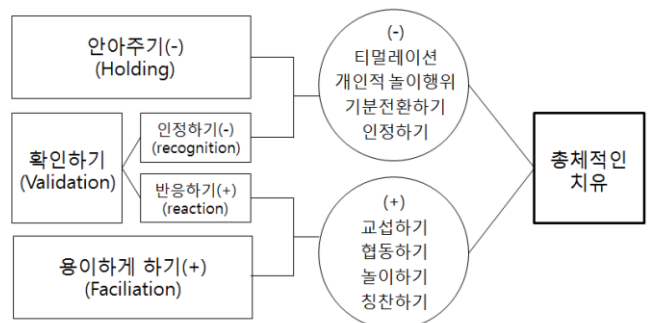 안아주기(-)
(Holding)
확인하기
(Validation)
인정하기(-)
(recognition)
반응하기(+)
(reaction)
용이하게 하기(+)
(Faciliation)
(-)
티멀레이션
개인적 놀이행위
기분전환하기
인정하기
(+)
교섭하기
협동하기
놀이하기
칭찬하기
총체적인
치유